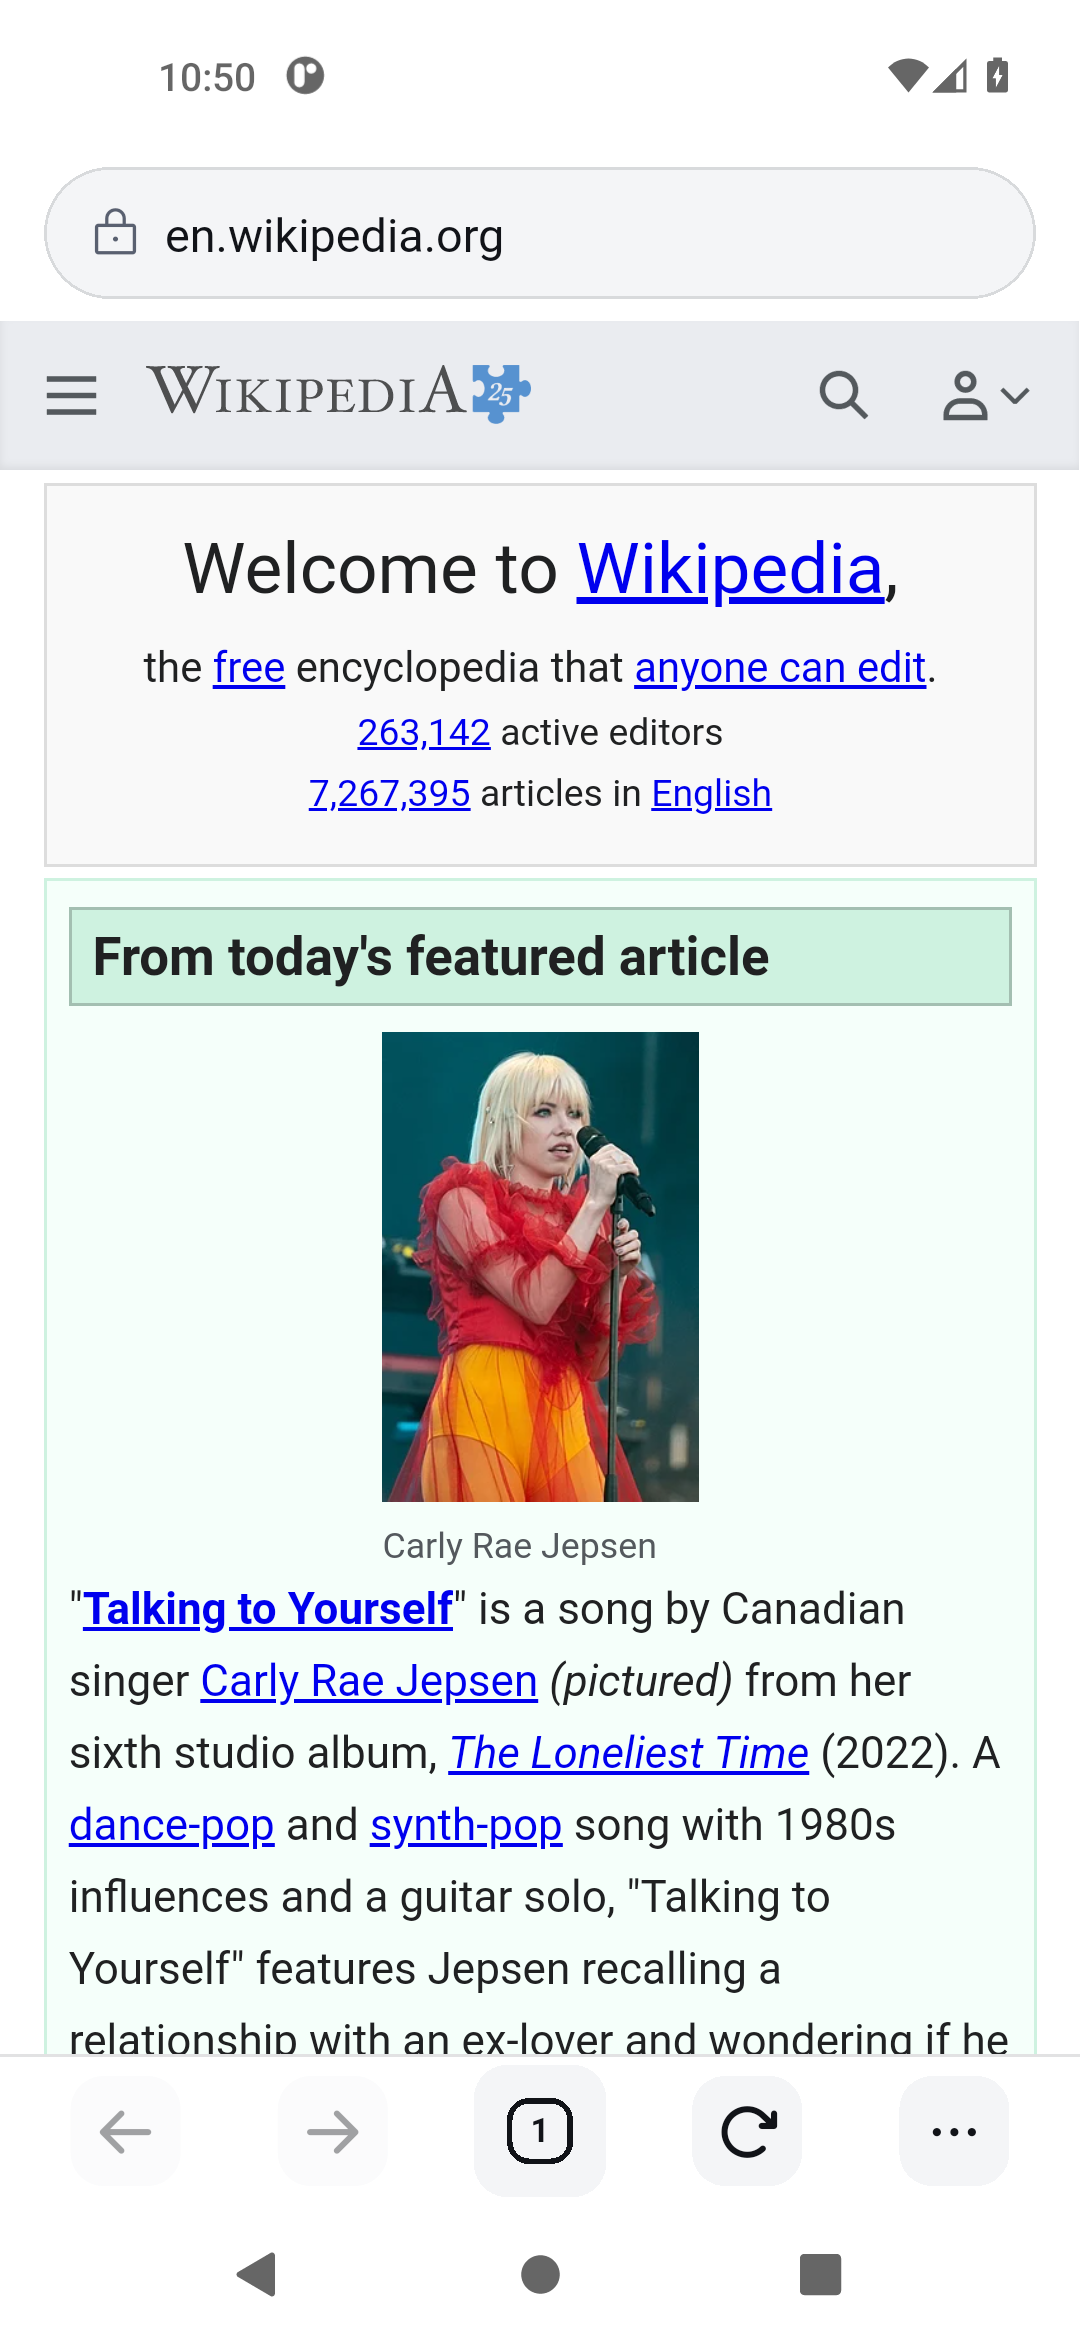 10:50
en.wikipedia.org
WIKIPEDIA 25
Welcome to Wikipedia,
the free encyclopedia that anyone can edit.
263,142 active editors
7,267,395 articles in English
From today's featured article
Carly Rae Jepsen
"Talking to Yourself" is a song by Canadian
singer Carly Rae Jepsen (pictured) from her
sixth studio album, The Loneliest Time (2022). A
dance-pop and synth-pop song with 1980s
influences and a guitar solo, "Talking to
Yourself" features Jepsen recalling a
relationship with an ex-lover and wondering if he
1